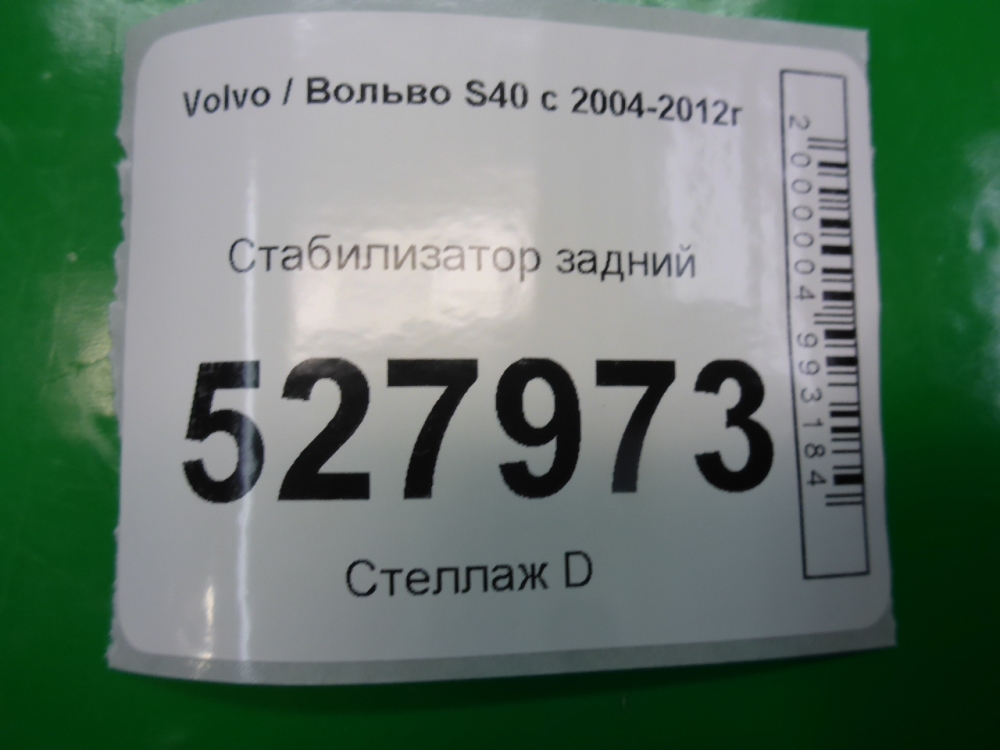 Volvo / Вольво S40 с 2004-2012г
Стабилизатор задний
527973
Стеллаж D
2000004993184